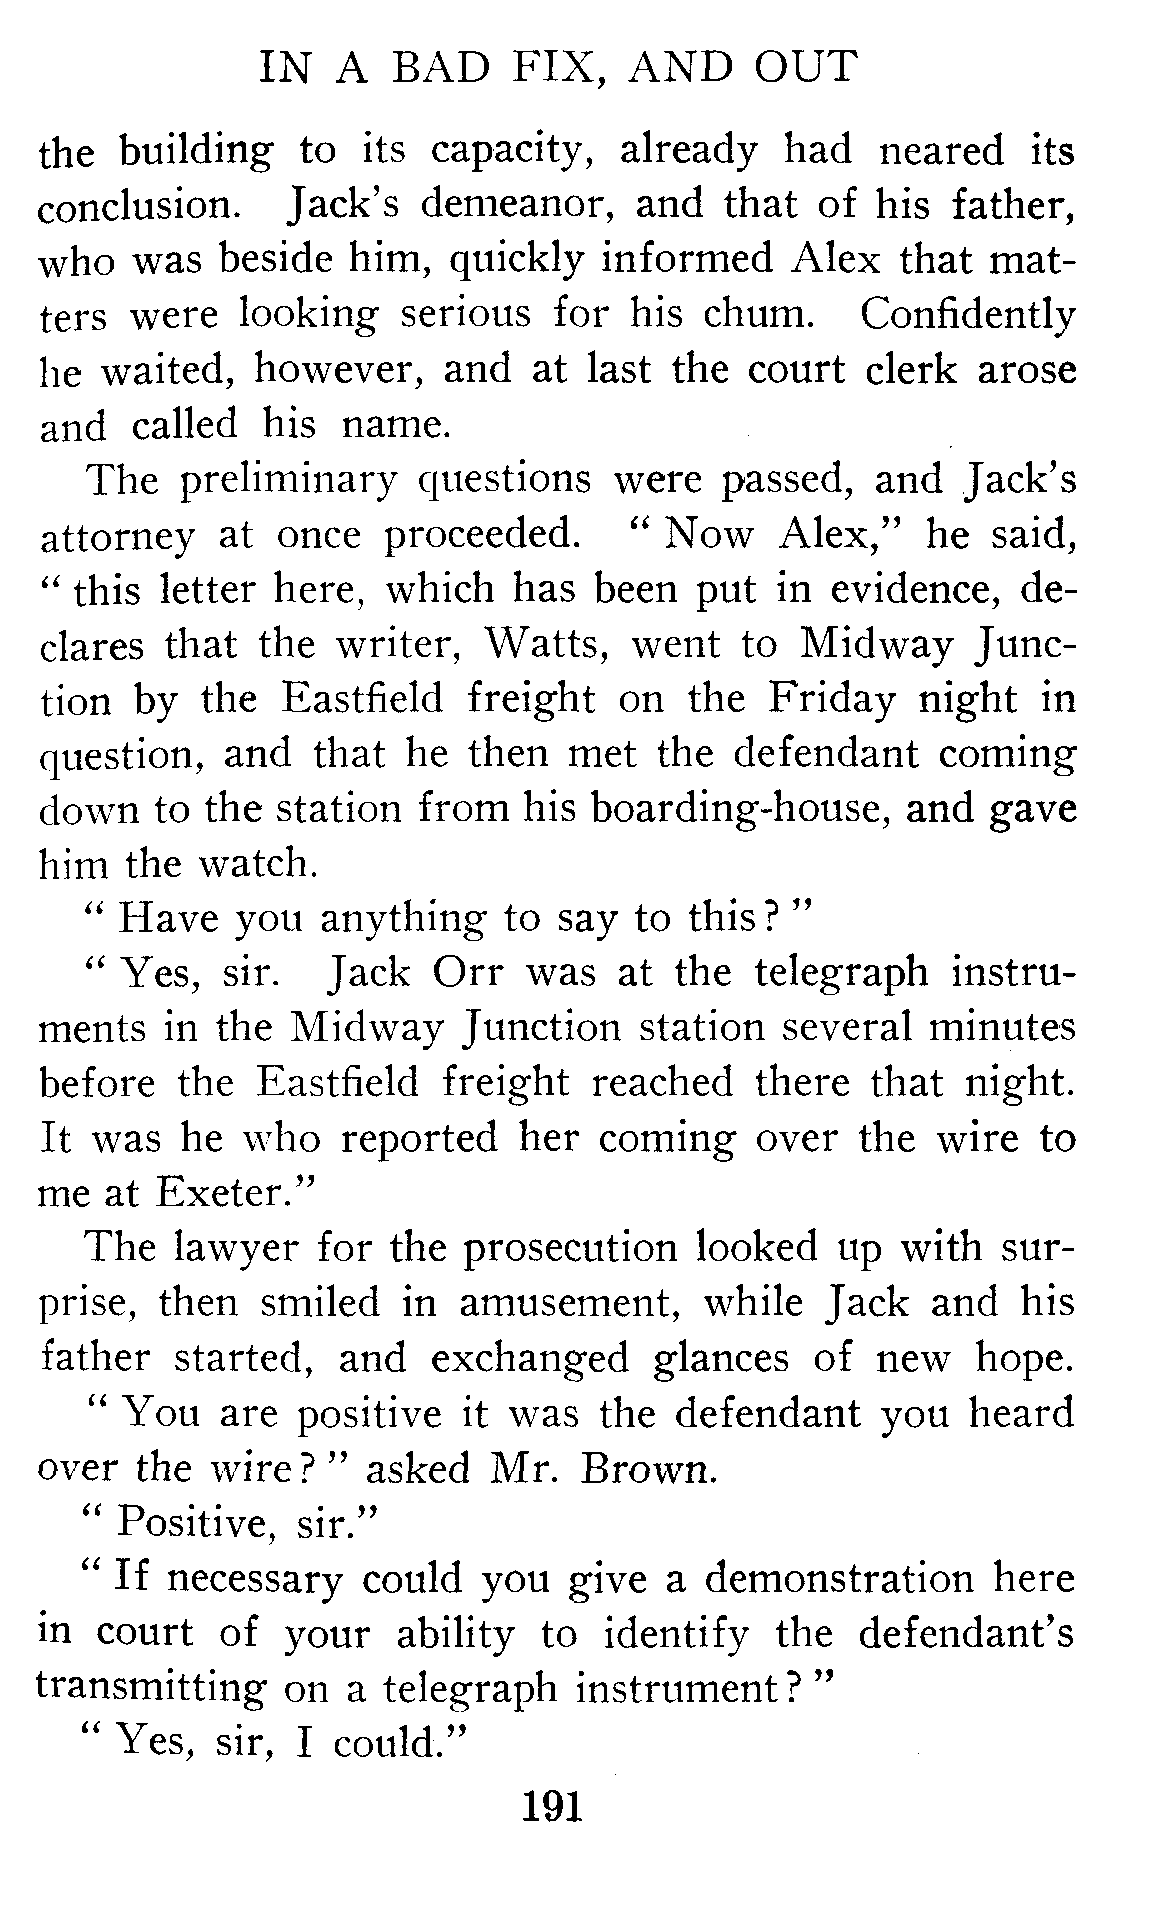 IN A BAD FIX, AND OUT
the building to its capacity, already had neared its
conclusion. Jack's demeanor, and that of his father,
who was beside him, quickly informed Alex that mat-
ters were looking serious for his chum. Confidently
he waited, however, and at last the court clerk arose
and called his name.
The preliminary questions were passed, and Jack's
attorney at once proceeded. " Now Alex," he said,
" this letter here, which has been put in evidence, de-
clares that the writer, Watts, went to Midway Junc-
tion by the Eastfield freight on the Friday night in
question, and that he then met the defendant coming
down to the station from his boarding-house, and gave
him the watch.
" Have you anything to say to this? "
" Yes, sir. Jack Orr was at the telegraph instru-
ments in the Midway Junction station several minutes
before the Eastfield freight reached there that night.
It was he who reported her coming over the wire to
me at Exeter."
The lawyer for the prosecution looked up with sur-
prise, then smiled in amusement, while Jack and his
father started, and exchanged glances of new hope.
" You are positive it was the defendant you heard
over the wire? " asked Mr. Brown.
" Positive, sir."
" If necessary could you give a demonstration here
in court of your ability to identify the defendant's
transmitting on a telegraph instrument? "
" Yes, sir, I could."
191